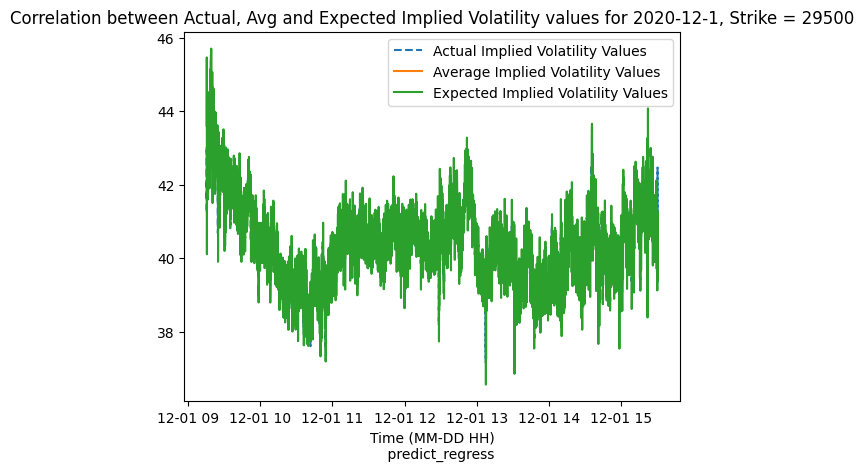 Correlation between Actual, Avg and Expected Implied Volatility values for 2020-12-1, Strike = 29500
46
44
42
40
38
Actual Implied Volatility Values
Average Implied Volatility Values
Expected Implied Volatility Values
12-01 09 12-01 10 12-01 11 12-01 12 12-01 13 12-01 14 12-01 15
Time (MM-DD HH)
predict_regress